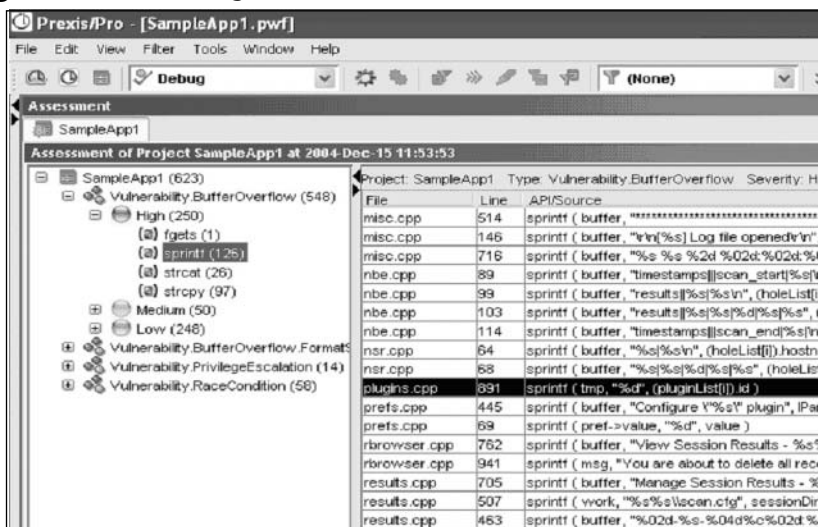 Prexis/Pro - [SampleApp1.pwf]
File Edit View Filter Tools Window Help
Debug (None)
Assessment
SampleApp1
Assessment of Project SampleApp1 at 2004-Dec-15 11:53:53
SampleApp1 (623)
Vulnerability.BufferOverflow (548)
High (250)
(a) fgets (1)
(a) sprintf (126)
(a) strcat (26)
(a) strcpy (97)
Medium (50)
Low (248)
Vulnerability.BufferOverflow.FormatS
Vulnerability.PrivilegeEscalation (14)
Vulnerability.RaceCondition (58)
Project: SampleApp1 Type: Vulnerability.BufferOverflow Severity: H
File Line API/Source
misc.cpp 514 sprintf ( buffer,
misc.cpp 146 sprintf ( buffer, "\r\n[%s] Log file opened\r\n"
misc.cpp 716 sprintf ( buffer, "%s %s %2d %02d:%02d:%
nbe.cpp 89 sprintf ( buffer, "timestamps|||scan_start|%s|\
nbe.cpp 99 sprintf ( buffer, "results||%s|%s\n", (holeList[i
nbe.cpp 103 sprintf ( buffer, "results||%s|%s|%d|%s|%s",
nbe.cpp 114 sprintf ( buffer, "timestamps|||scan_end|%s|\n
nsr.cpp 64 sprintf ( buffer, "%s|%s\n", (holeList[i]).hostn
nsr.cpp 68 sprintf ( buffer, "%s|%s|%d|%s|%s", (holeLis
plugins.cpp 891 sprintf ( tmp, "%d", (pluginList[i]).id )
prefs.cpp 445 sprintf ( buffer, "Configure \"%s\" plugin", lPar
prefs.cpp 69 sprintf ( pref->value, "%d", value )
rbrowser.cpp 762 sprintf ( buffer, "View Session Results - %s
rbrowser.cpp 941 sprintf ( msg, "You are about to delete all rec
results.cpp 705 sprintf ( buffer, "Manage Session Results - %
results.cpp 507 sprintf ( work, "%s%s\\scan.cfg", sessionDir
results.cpp 463 sprintf ( buffer, "%02d-%s-%04d%c%02d:%